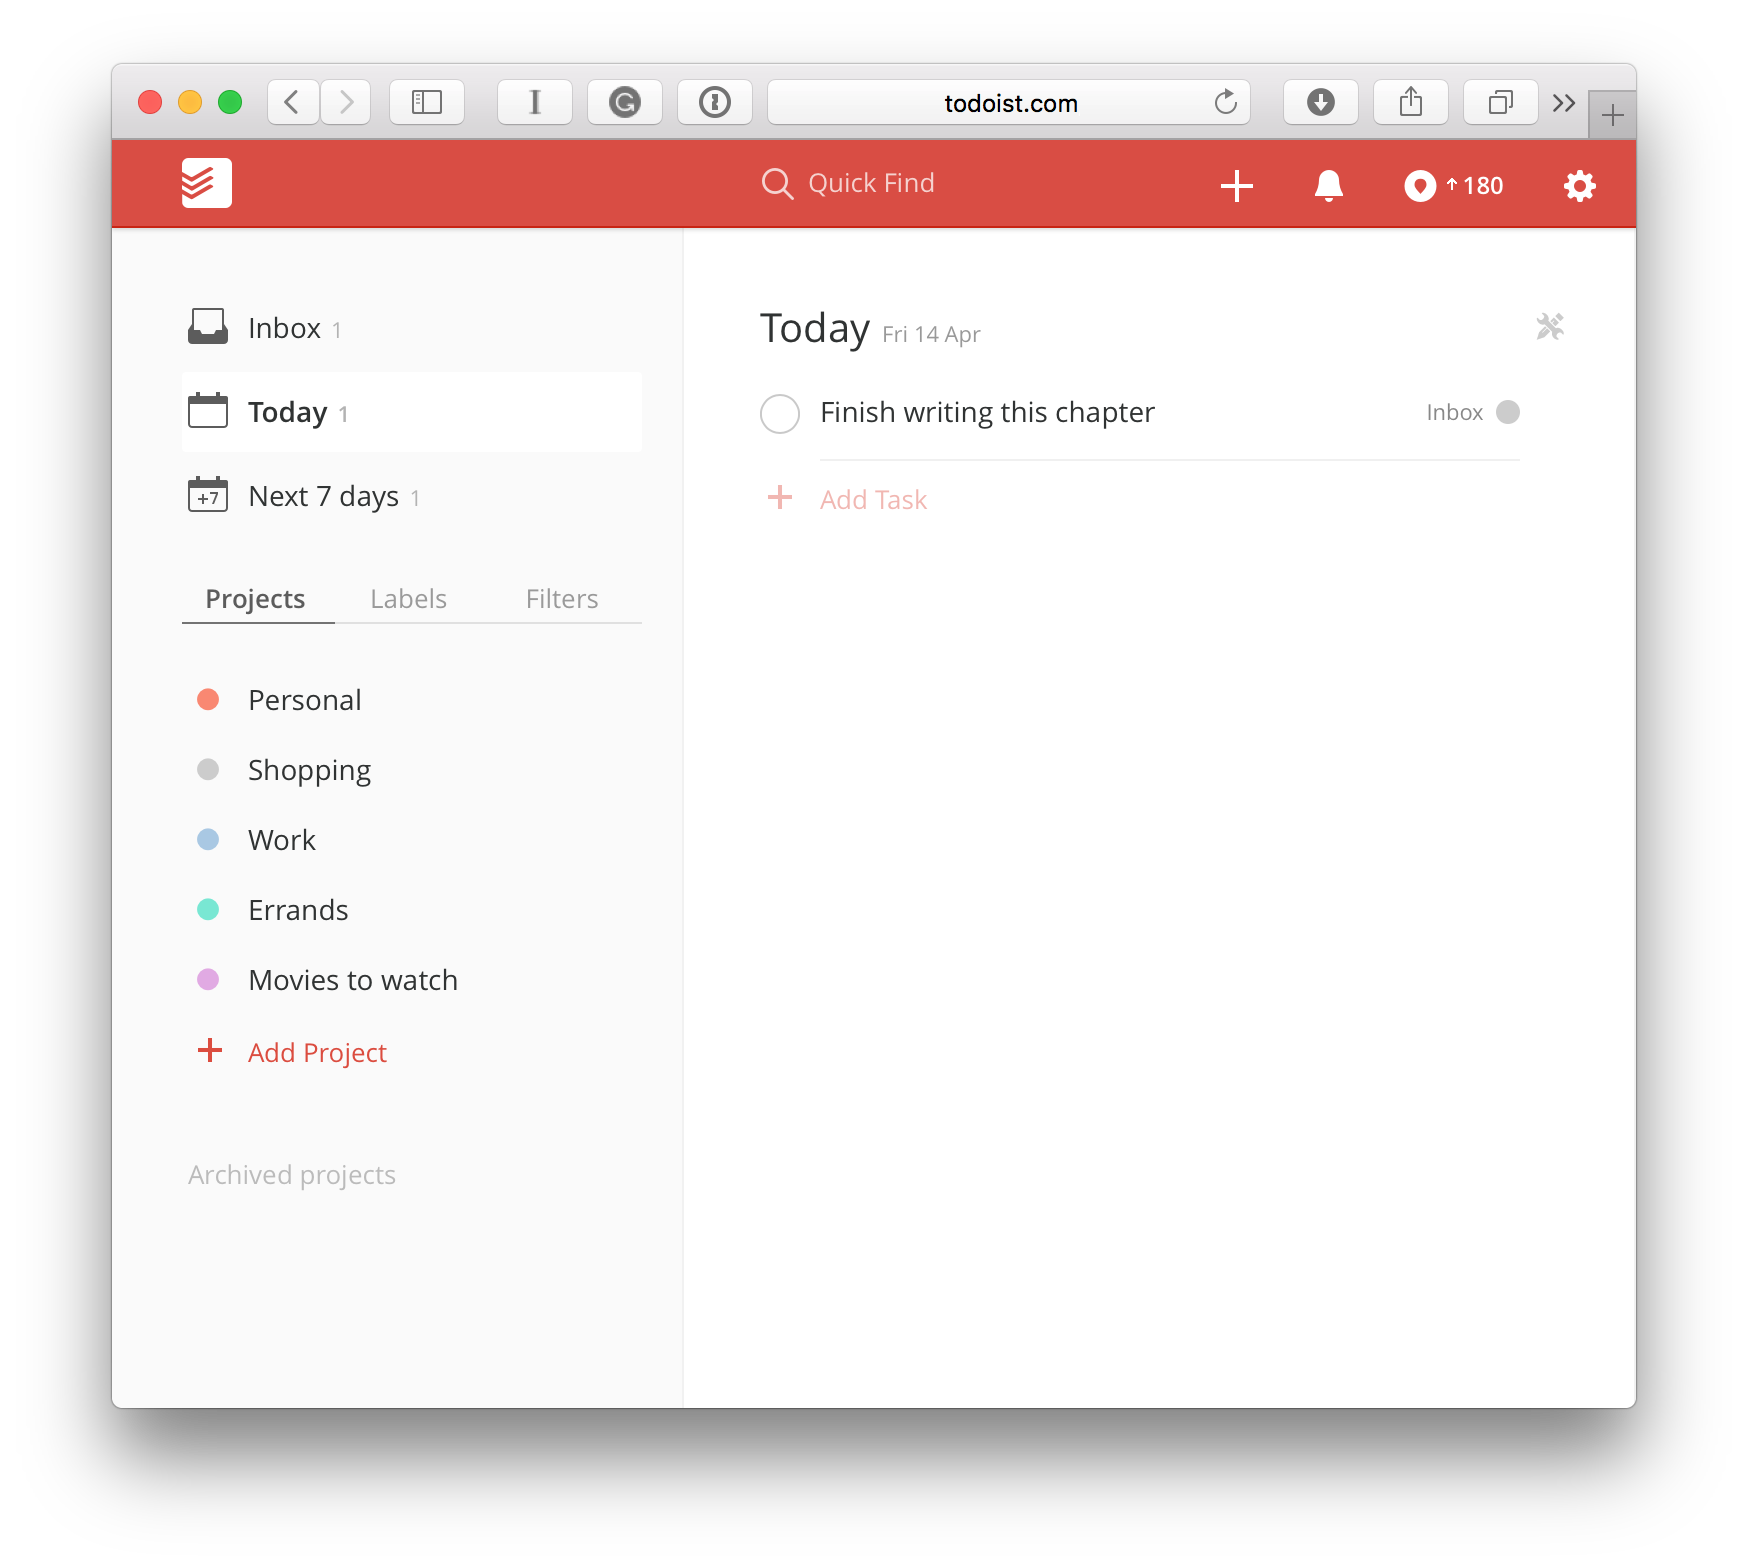 todoist.com
Quick Find
180
Inbox 1
Today 1
+7 Next 7 days 1
Projects Labels Filters
Personal
Shopping
Work
Errands
Movies to watch
Add Project
Archived projects
Today Fri 14 Apr
Finish writing this chapter Inbox
Add Task